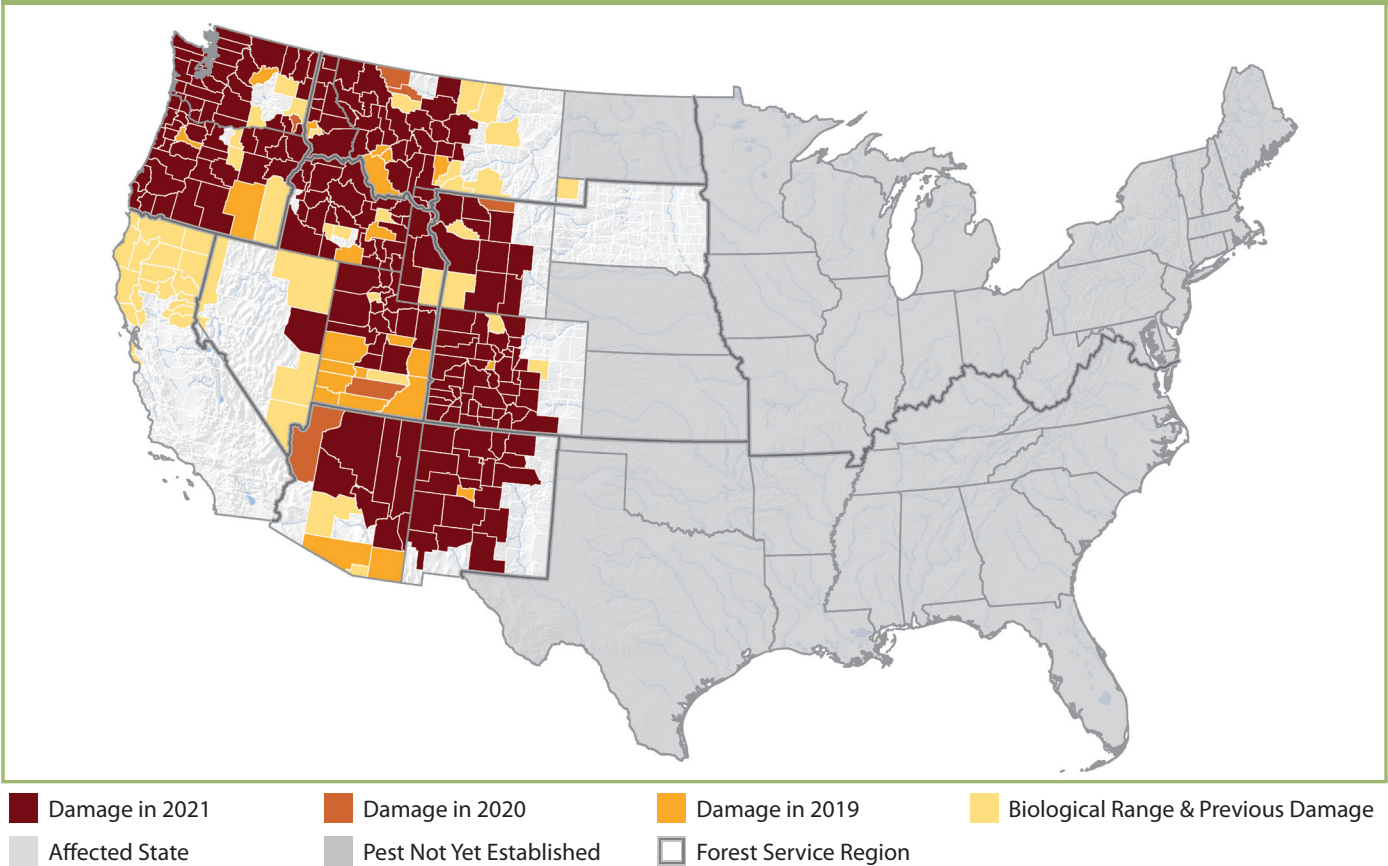 Damage in 2021
Damage in 2020
Damage in 2019
Biological Range & Previous Damage
Affected State
Pest Not Yet Established
Forest Service Region